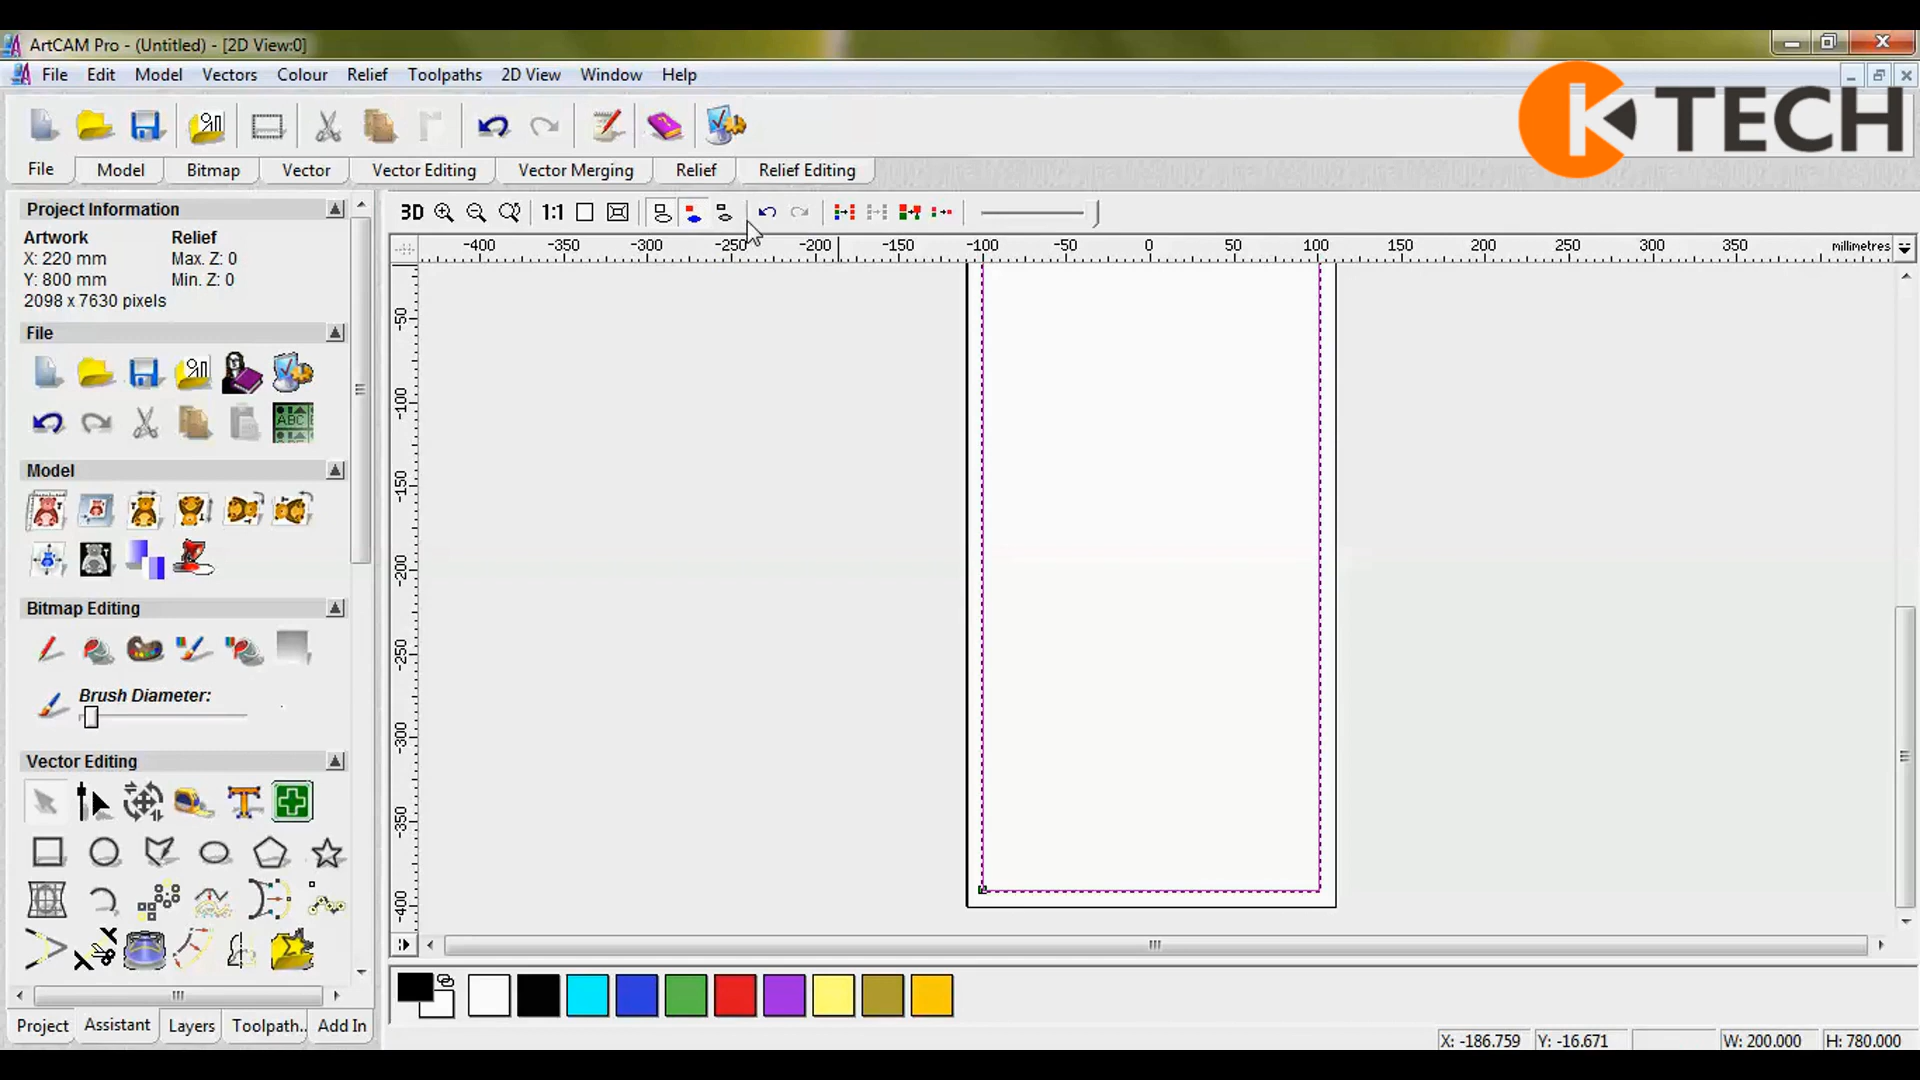 ArtCAM Pro - (Untitled) - [2D View:0]
File Edit Model Vectors Colour Relief Toolpaths 2D View Window Help
K TECH
File Model Bitmap Vector Vector Editing Vector Merging Relief Relief Editing
Project Information
Artwork Relief
X: 220 mm Max. Z: 0
Y: 800 mm Min. Z: 0
2098 x 7630 pixels
File
ABC
Model
Bitmap Editing
Brush Diameter:
Vector Editing
Project Assistant Layers Toolpath.. Add In
3D 1:1
-400 -350 -300 -250 -200 -150 -100 -50 0 50 100 150 200 250 300 350 millimetres
-50
-100
-150
-200
-250
-300
-350
-400
X: -186.759 Y: -16.671 W: 200.000 H: 780.000